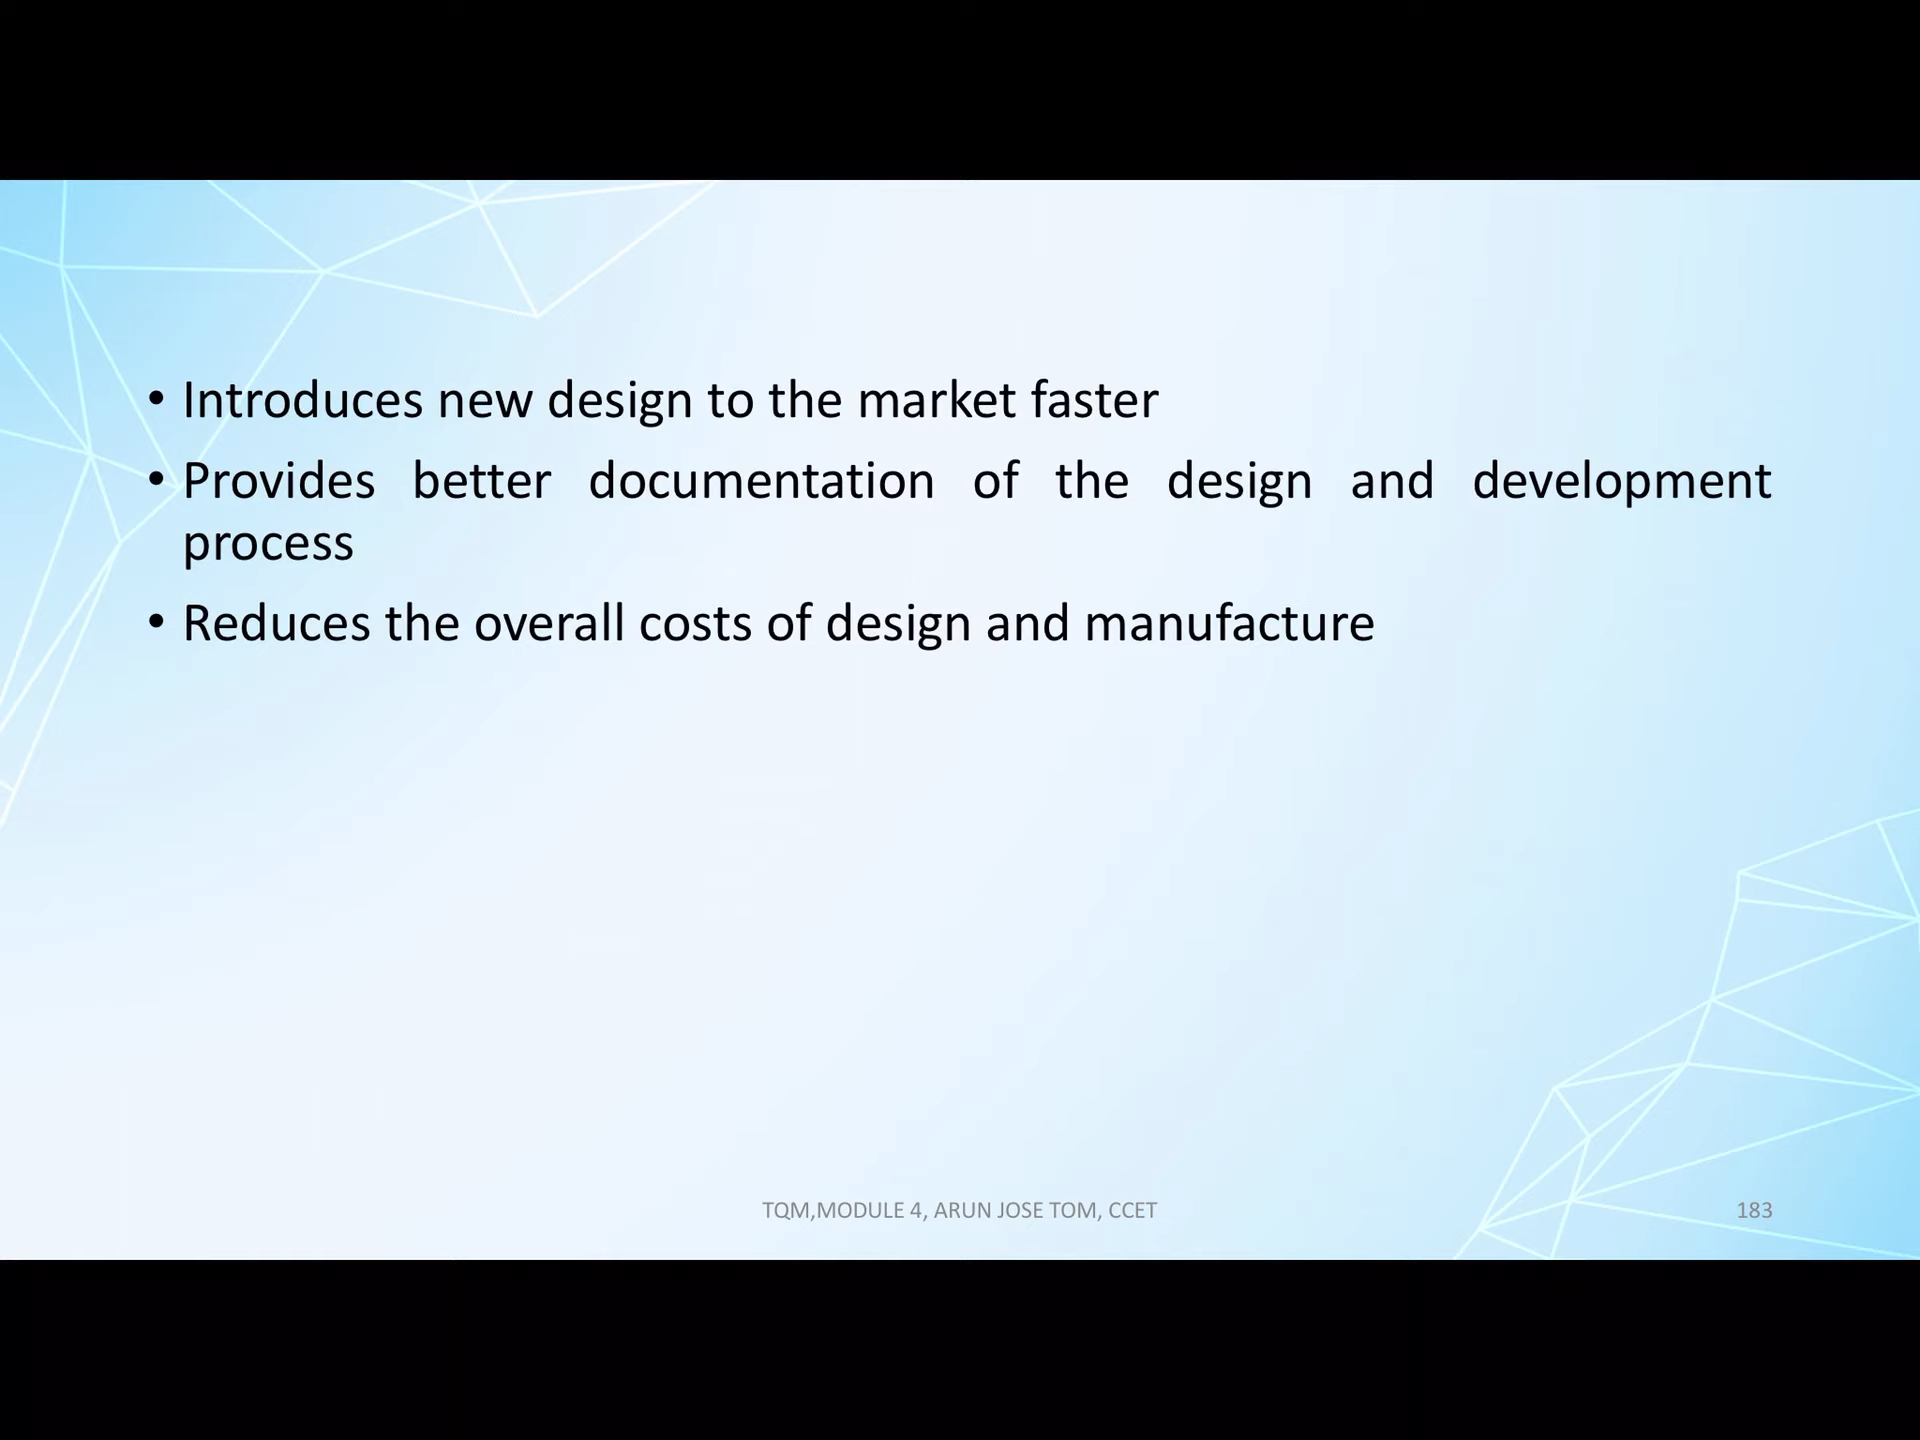 • Introduces new design to the market faster
• Provides better documentation of the design and development
process
• Reduces the overall costs of design and manufacture
TQM,MODULE 4, ARUN JOSE TOM, CCET
183